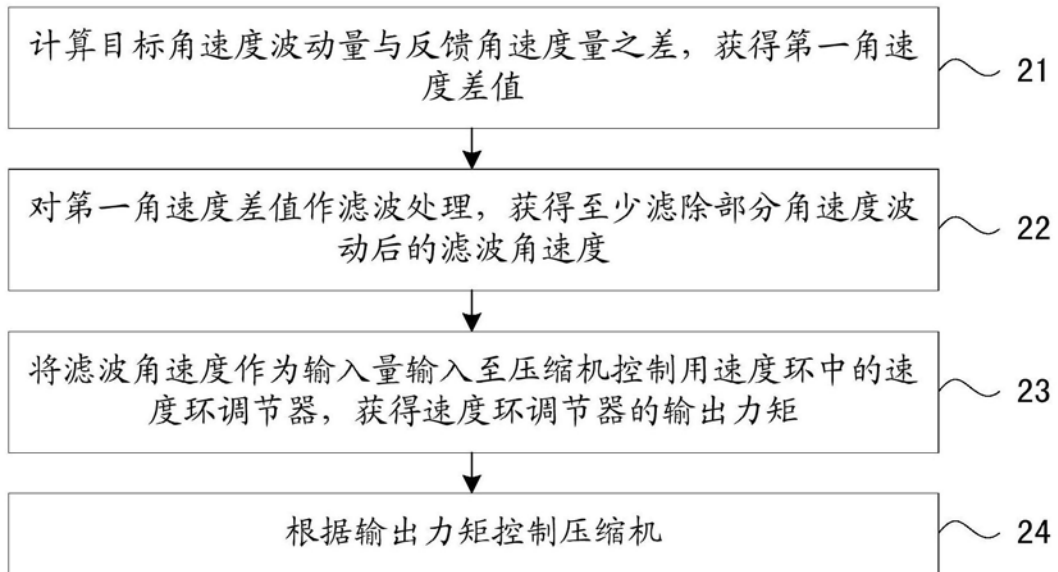 计算目标角速度波动量与反馈角速度量之差，获得第一角速
度差值
21
对第一角速度差值作滤波处理，获得至少滤除部分角速度波
动后的滤波角速度
22
将滤波角速度作为输入量输入至压缩机控制用速度环中的速
度环调节器，获得速度环调节器的输出力矩
23
根据输出力矩控制压缩机
24